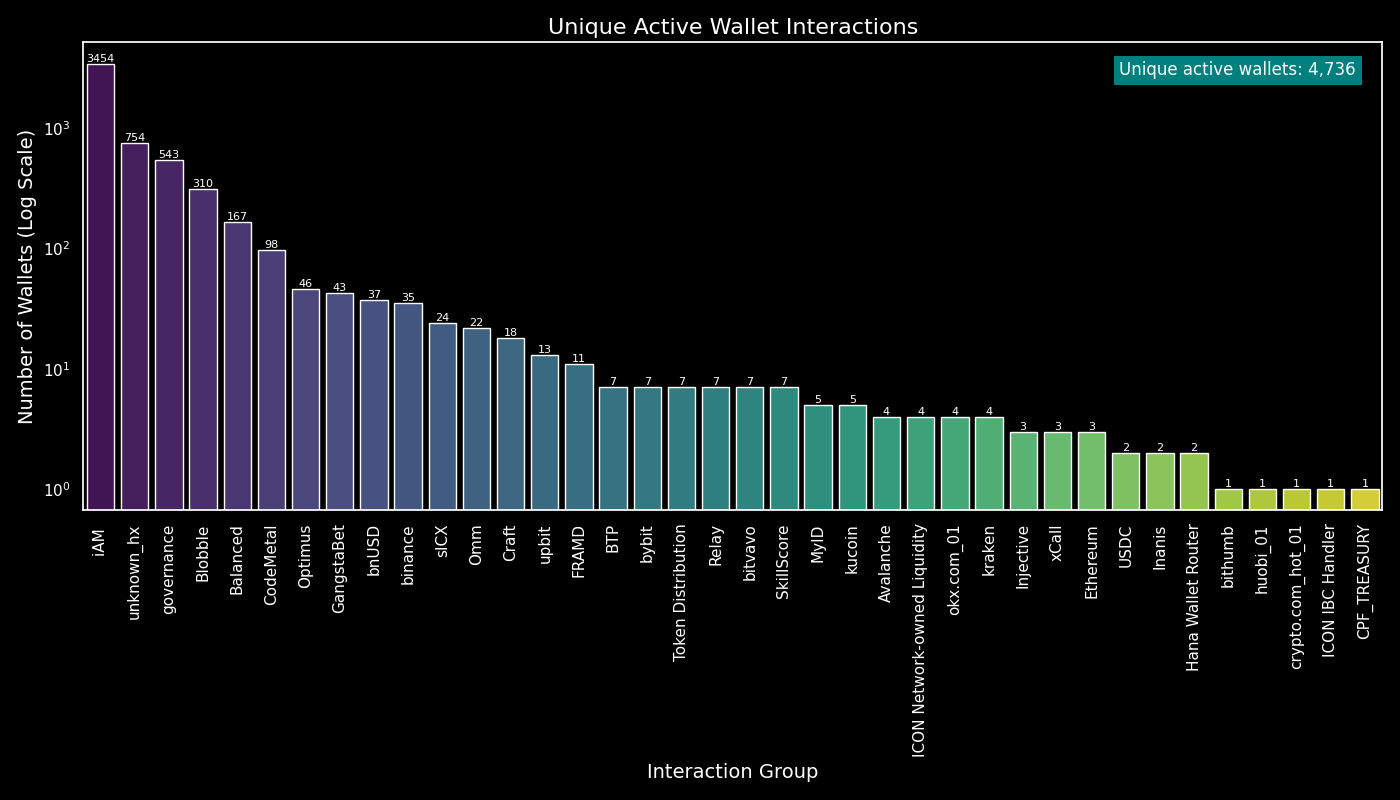 Unique Active Wallet Interactions
Unique active wallets: 4,736
Number of Wallets (Log Scale)
10³
10²
10¹
10⁰
3454
754
543
310
167
98
46
43
37
35
24
22
18
13
11
7
7
7
7
7
7
5
5
4
4
4
4
3
3
3
2
2
2
1
1
1
1
1
iAM
unknown_hx
governance
Blobble
Balanced
CodeMetal
Optimus
GangstaBet
bnUSD
binance
sICX
Omm
Craft
upbit
FRAMD
BTP
bybit
Token Distribution
Relay
bitvavo
SkillScore
MyID
kucoin
Avalanche
ICON Network-owned Liquidity
okx.com_01
kraken
Injective
xCall
Ethereum
USDC
Inanis
Hana Wallet Router
bithumb
huobi_01
crypto.com_hot_01
ICON IBC Handler
CPF_TREASURY
Interaction Group